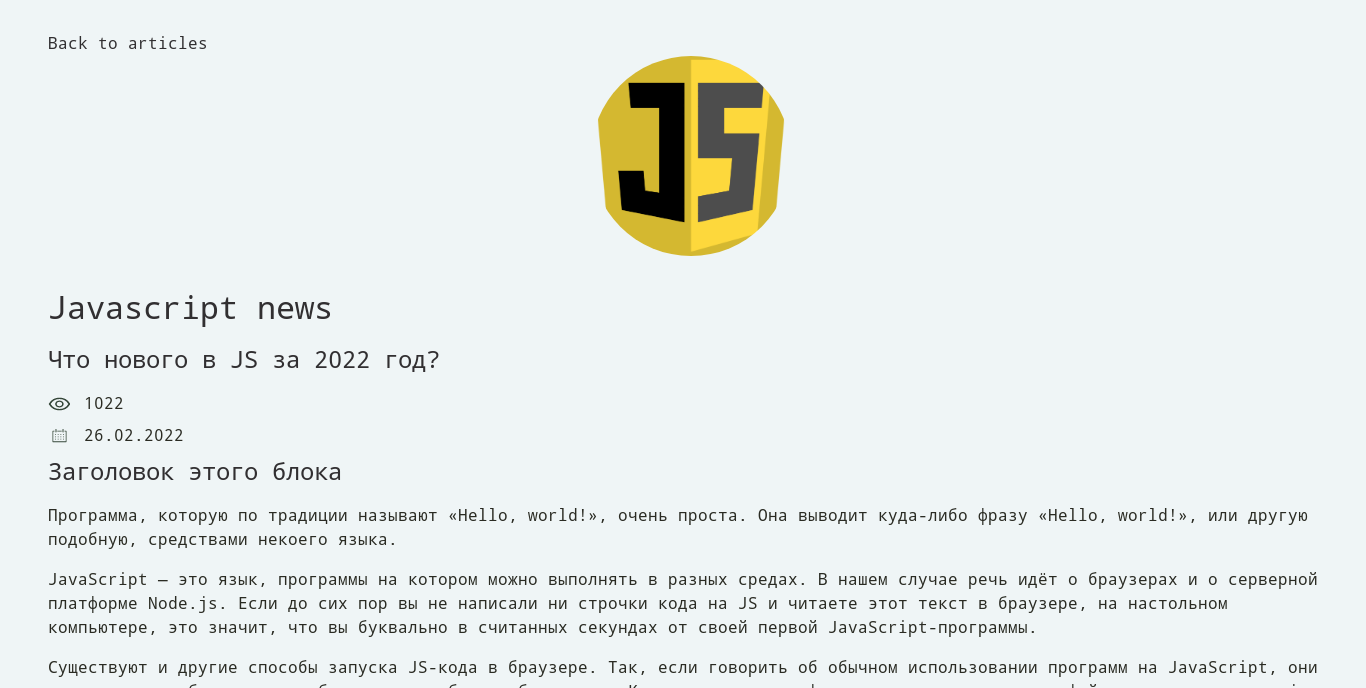 Back to articles
JS
Javascript news
Что нового в JS за 2022 год?
1022
26.02.2022
Заголовок этого блока
Программа, которую по традиции называют «Hello, world!», очень проста. Она выводит куда-либо фразу «Hello, world!», или другую
подобную, средствами некоего языка.
JavaScript — это язык, программы на котором можно выполнять в разных средах. В нашем случае речь идёт о браузерах и о серверной
платформе Node.js. Если до сих пор вы не написали ни строчки кода на JS и читаете этот текст в браузере, на настольном
компьютере, это значит, что вы буквально в считанных секундах от своей первой JavaScript-программы.
Существуют и другие способы запуска JS-кода в браузере. Так, если говорить об обычном использовании программ на JavaScript, они